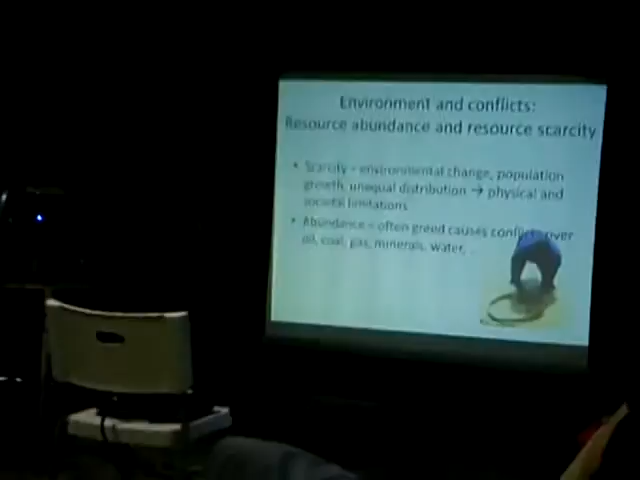 Environment and conflicts:
Resource abundance and resource scarcity
• Scarcity – environmental change, population
growth, unequal distribution → physical and
societal limitations
• Abundance – often greed causes conflicts over
oil, coal, gas, minerals, water, ...